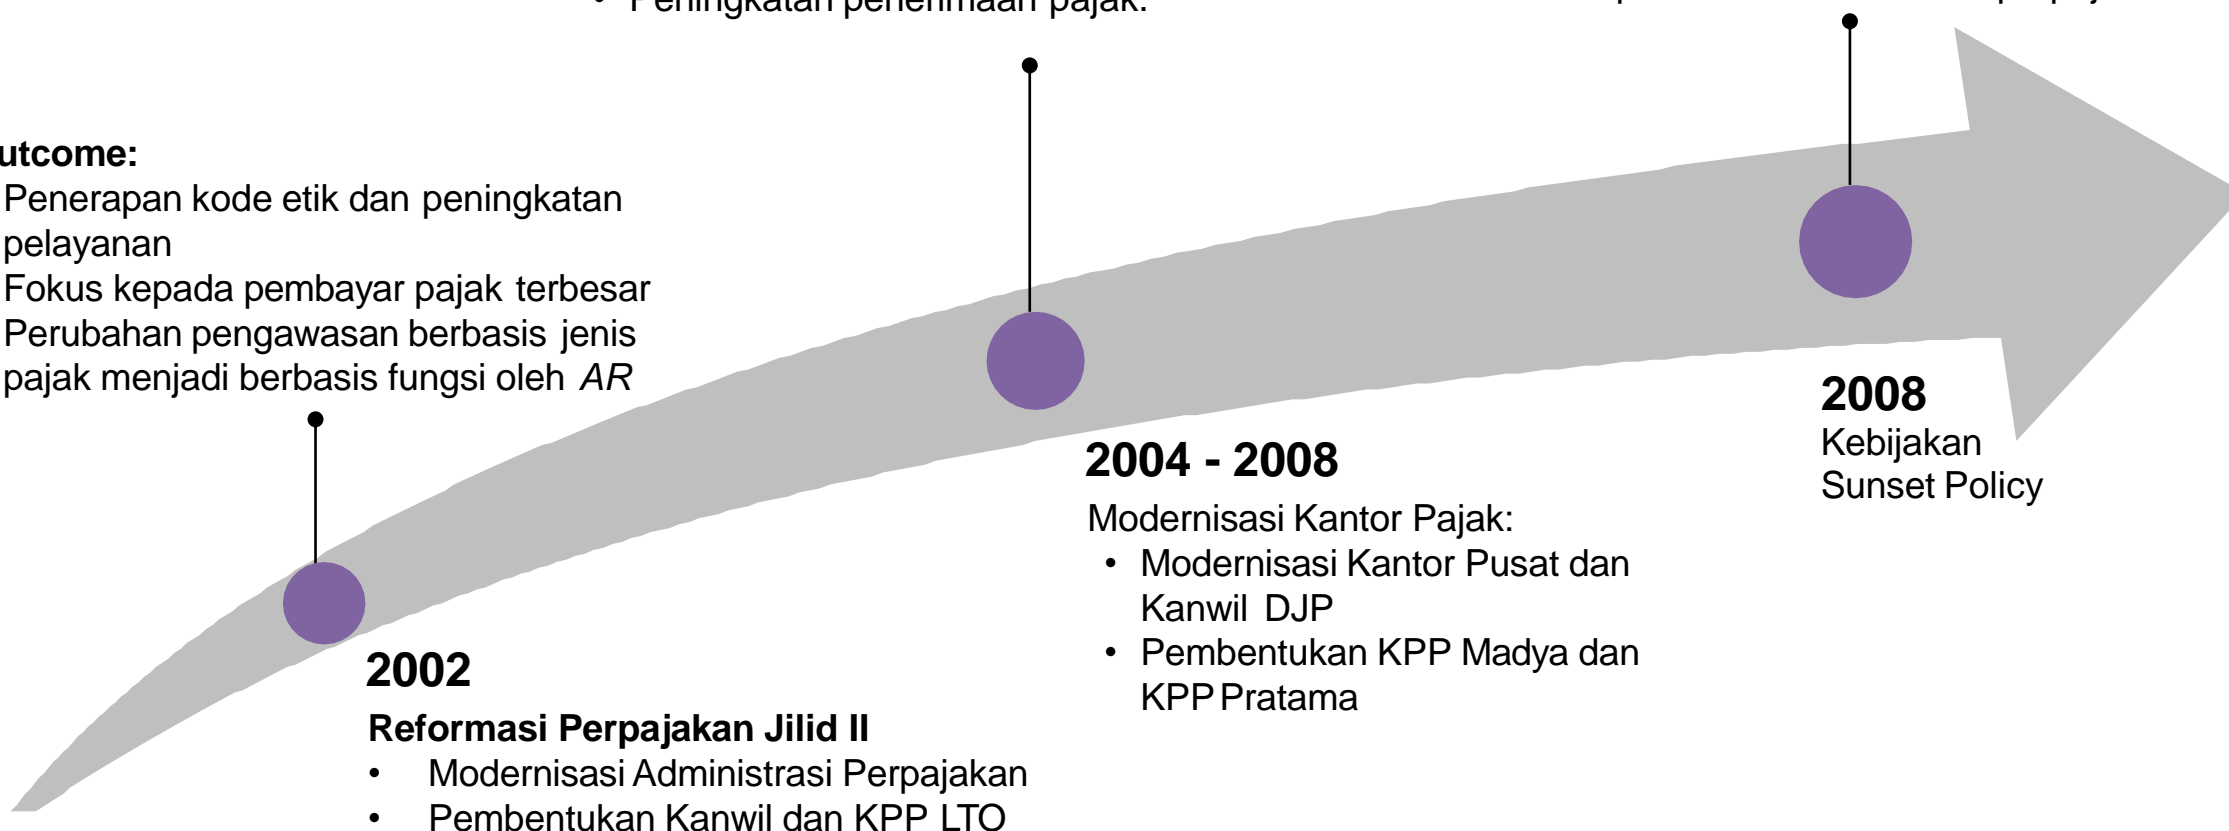 • Peningkatan penerimaan pajak.
utcome:
Penerapan kode etik dan peningkatan
pelayanan
Fokus kepada pembayar pajak terbesar
Perubahan pengawasan berbasis jenis
pajak menjadi berbasis fungsi oleh AR
2008
Kebijakan
Sunset Policy
2004 - 2008
Modernisasi Kantor Pajak:
• Modernisasi Kantor Pusat dan
Kanwil DJP
• Pembentukan KPP Madya dan
KPP Pratama
2002
Reformasi Perpajakan Jilid II
• Modernisasi Administrasi Perpajakan
• Pembentukan Kanwil dan KPP LTO